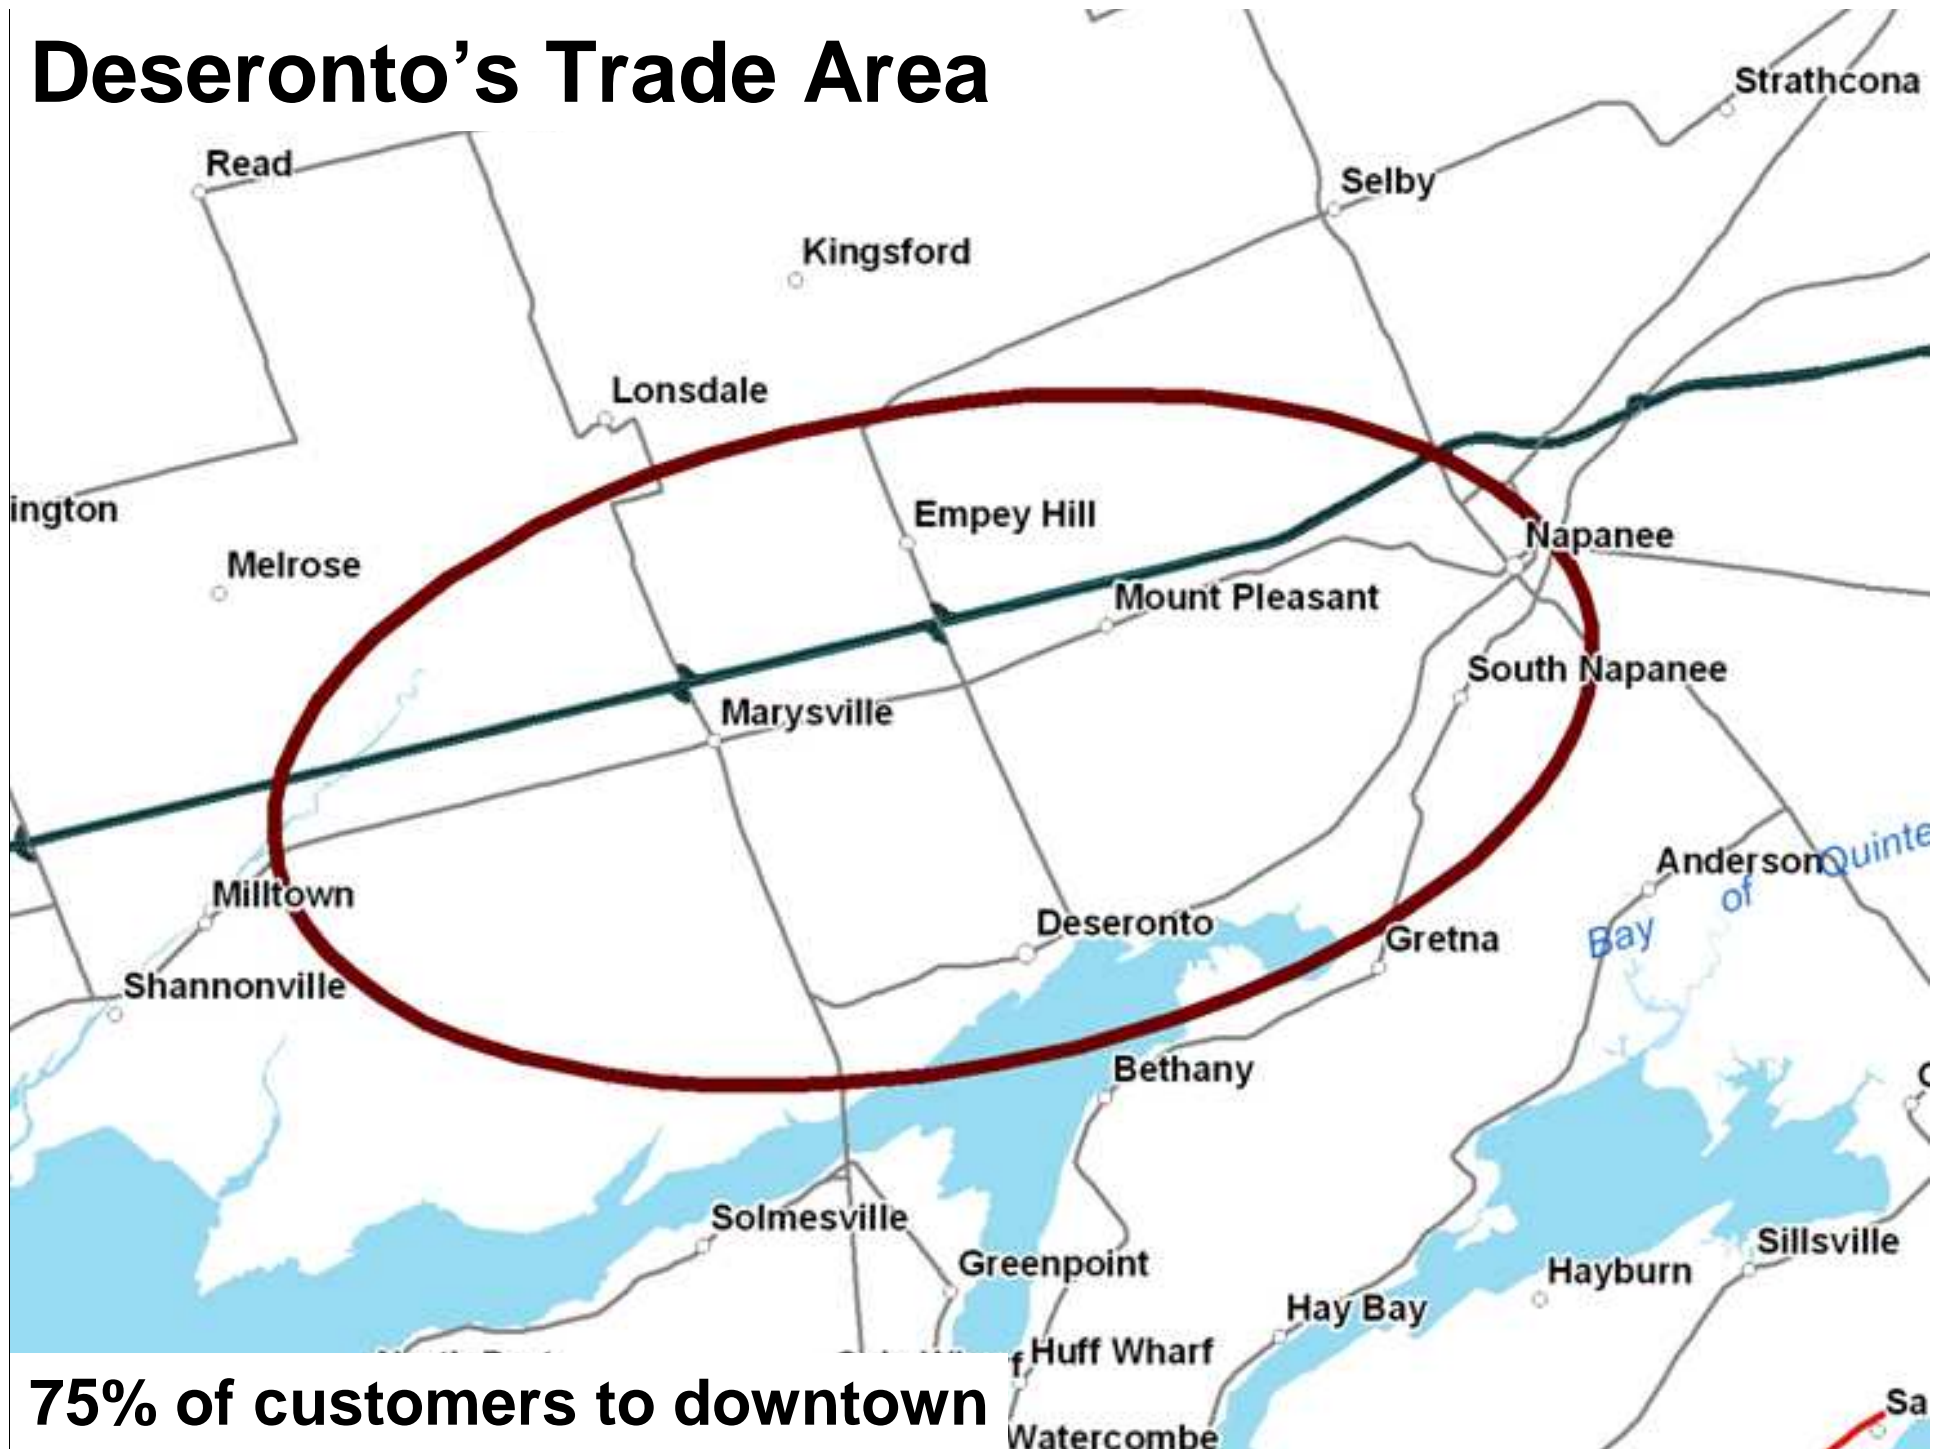 Deseronto's Trade Area
Strathcona
Read
Selby
Kingsford
Lonsdale
ington
Empey Hill
Napanee
Melrose
Mount Pleasant
South Napanee
Marysville
Quinte
Anderson
of
Milltown
Deseronto
Bay
Gretna
Shannonville
Bethany
Solmesville
Greenpoint
Sillsville
Hayburn
Hay Bay
Huff Wharf
75% of customers to downtown
Sa
Watercombe